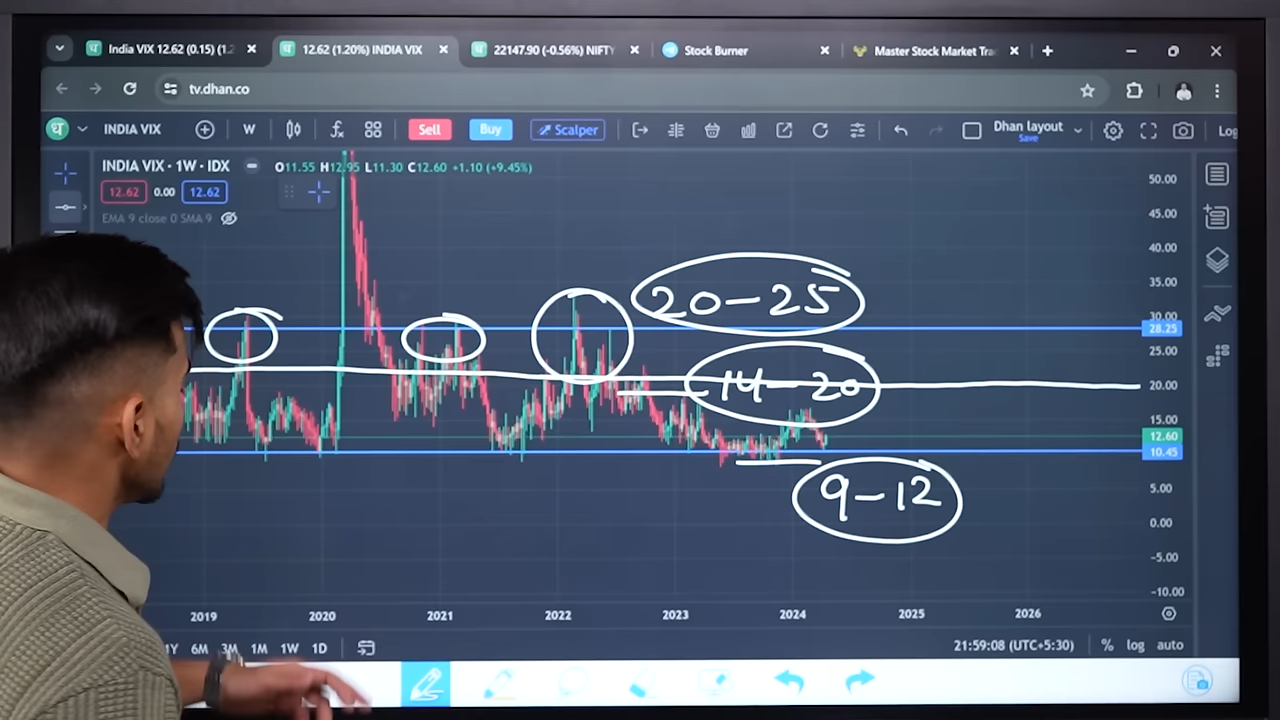 India VIX 12.62 (0.15) (1.2
12.62 (1.20%) INDIA VIX
22147.90 (-0.56%) NIFTY
Stock Burner
Master Stock Market Tra
tv.dhan.co
INDIA VIX
W
Sell
Buy
Scalper
Dhan layout
Save
Log
INDIA VIX · 1W · IDX
O11.55 H12.95 L11.30 C12.60 +1.10 (+9.45%)
12.62 0.00 12.62
EMA 9 close 0 SMA 9
50.00
45.00
40.00
35.00
30.00
28.25
25.00
20.00
15.00
12.60
10.45
5.00
0.00
-5.00
-10.00
20-25
14-20
9-12
2019 2020 2021 2022 2023 2024 2025 2026
1Y 6M 3M 1M 1W 1D
21:59:08 (UTC+5:30) % log auto